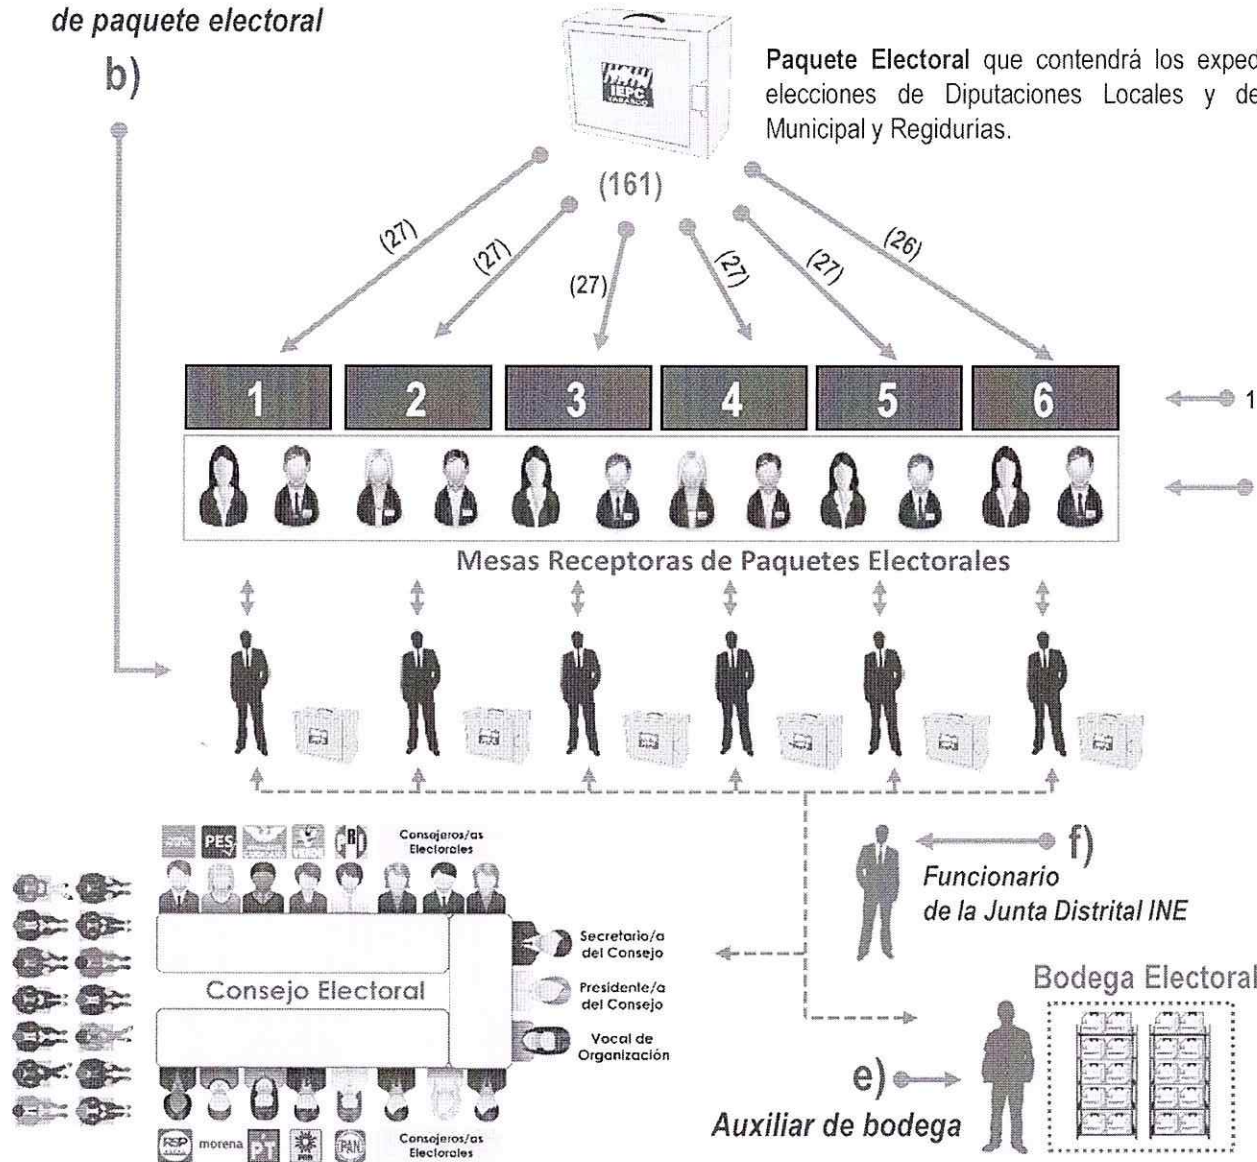 de paquete electoral
b)
IEPC
TABASCO
Paquete Electoral que contendrá los exped
elecciones de Diputaciones Locales y de
Municipal y Regidurías.
(161)
(27)
(27)
(27)
(27)
(27)
(26)
1
2
3
4
5
6
1
Mesas Receptoras de Paquetes Electorales
PES
PRI
Consejeros/as
Electorales
f)
Funcionario
de la Junta Distrital INE
Secretario/a
del Consejo
Consejo Electoral
Presidente/a
del Consejo
Vocal de
Organización
Bodega Electoral
e)
Auxiliar de bodega
RSP
morena
PT
PRD
PAN
Consejeros/as
Electorales